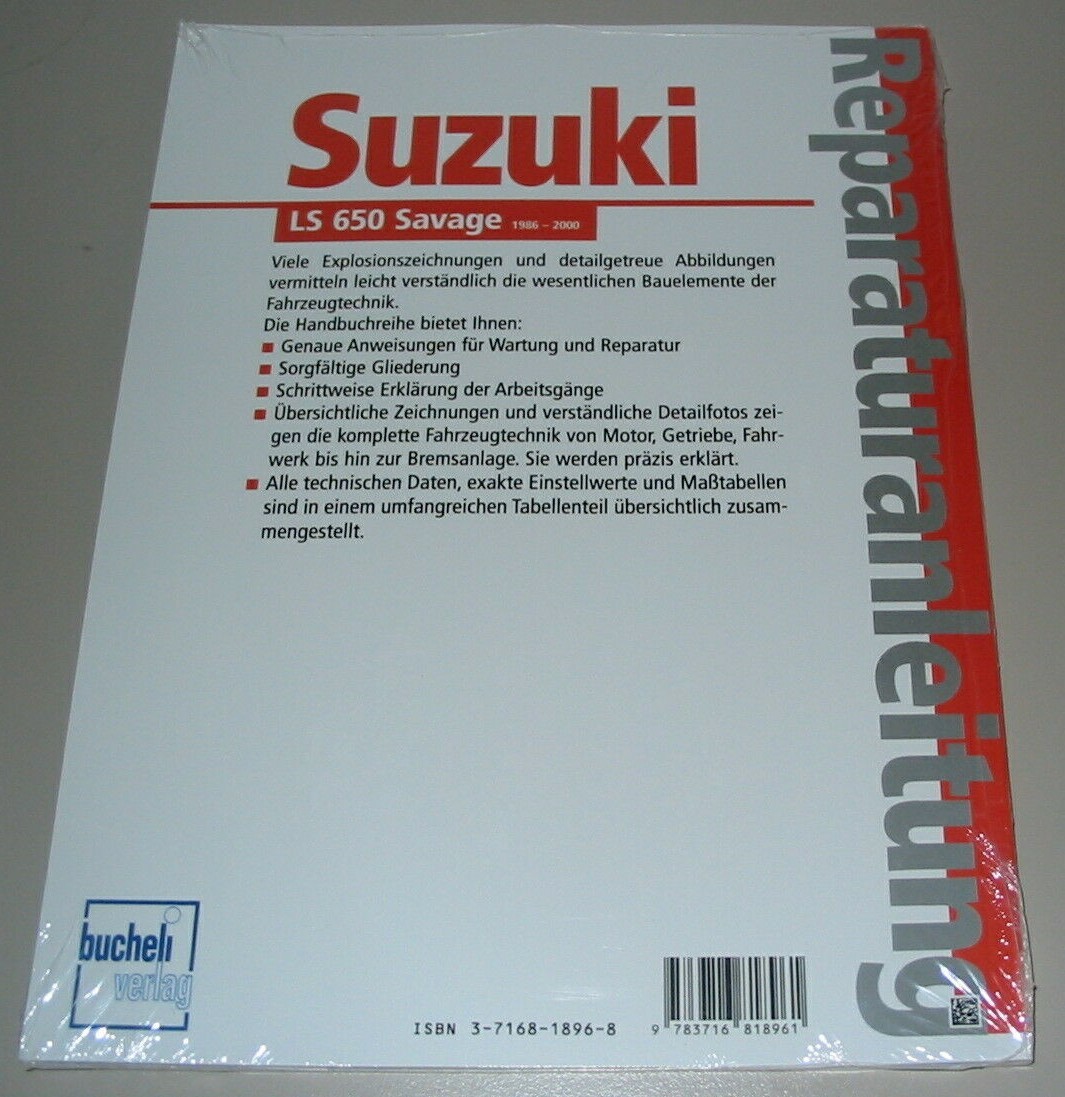 Suzuki
LS 650 Savage 1986 – 2000
Viele Explosionszeichnungen und detailgetreue Abbildungen
vermitteln leicht verständlich die wesentlichen Bauelemente der
Fahrzeugtechnik.
Die Handbuchreihe bietet Ihnen:
Genaue Anweisungen für Wartung und Reparatur
Sorgfältige Gliederung
Schrittweise Erklärung der Arbeitsgänge
Übersichtliche Zeichnungen und verständliche Detailfotos zei-
gen die komplette Fahrzeugtechnik von Motor, Getriebe, Fahr-
werk bis hin zur Bremsanlage. Sie werden präzis erklärt.
Alle technischen Daten, exakte Einstellwerte und Maßtabellen
sind in einem umfangreichen Tabellenteil übersichtlich zusam-
mengestellt.
Reparaturanleitung
bucheli
verlag
ISBN 3-7168-1896-8
9 783716 818961